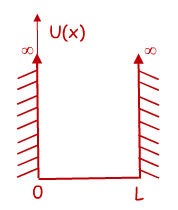 U(x)
∞ ∞
0 L